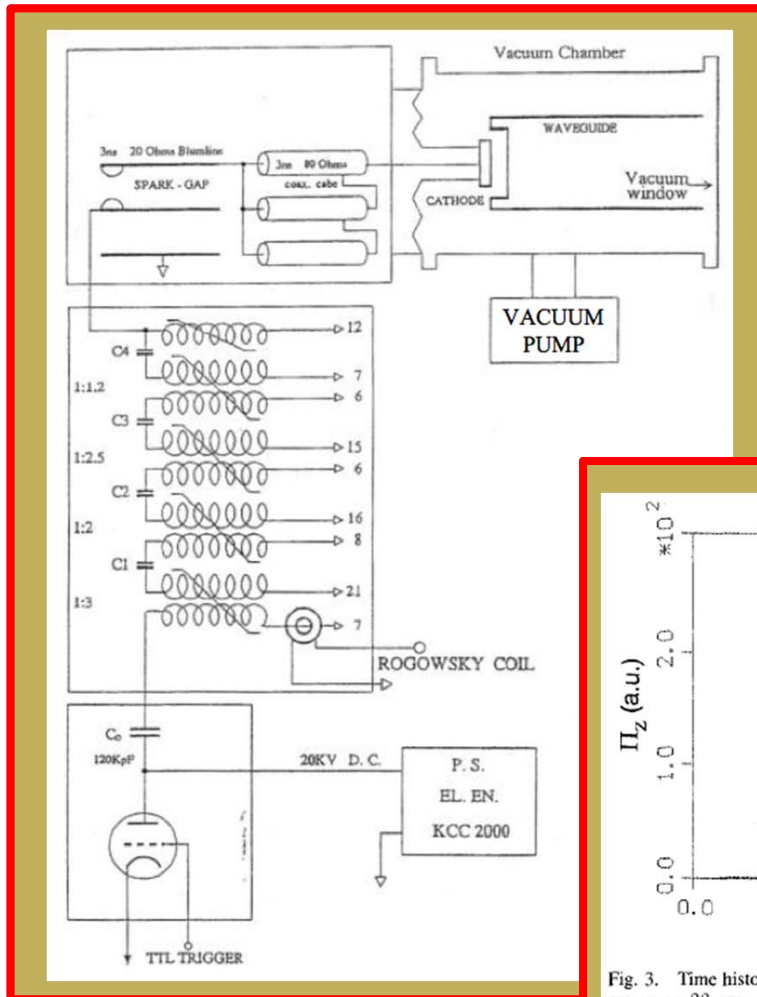 Vacuum Chamber
WAVEGUIDE
3ns 20 Ohms Blumline
3ns 80 Ohms
coax. cabe
SPARK - GAP
CATHODE
Vacuum
window
VACUUM
PUMP
12
C4
7
1:1.2
6
C3
15
1:2.5
6
C2
16
1:2
8
C1
21
1:3
7
ROGOWSKY COIL
Co
120KpF
20KV D. C.
P. S.
EL. EN.
KCC 2000
TTL TRIGGER
*10²
2.0
Πz (a.u.)
1.0
0.0
0.0
Fig. 3. Time histo